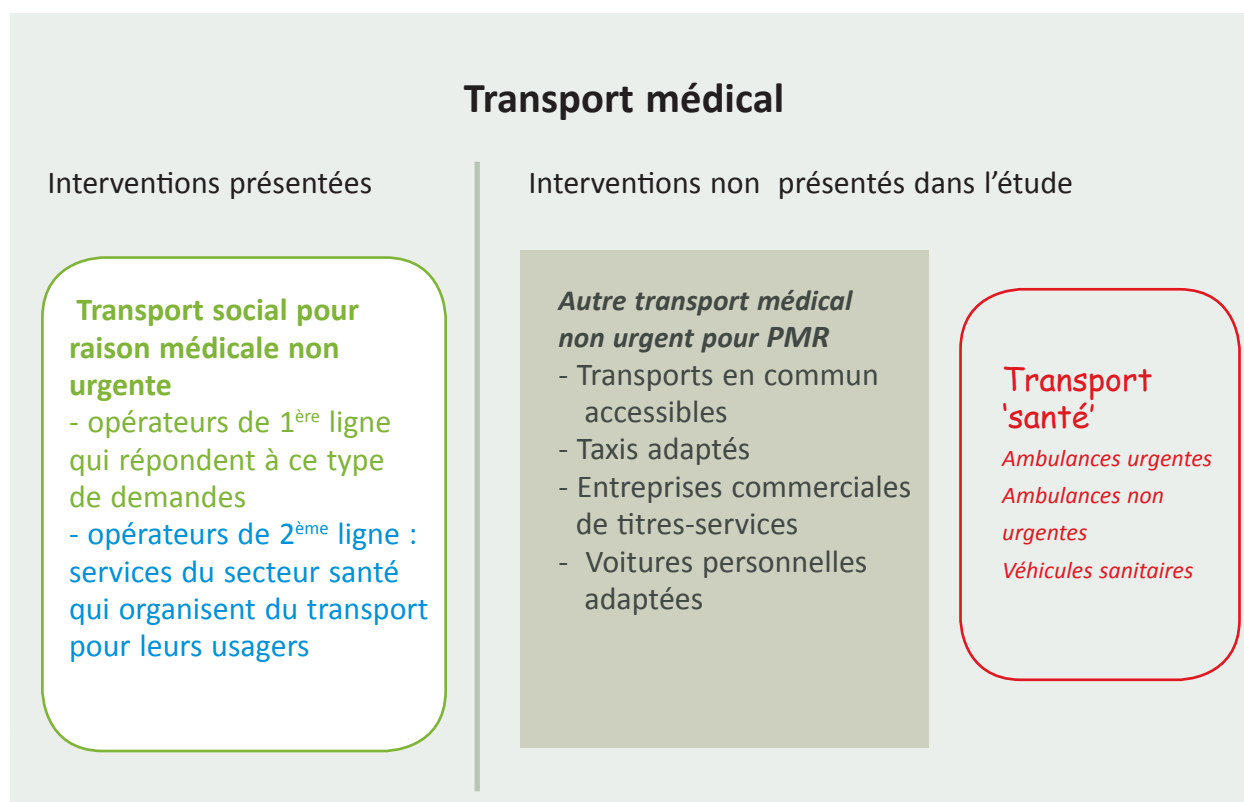 Transport médical
Interventions présentées
Transport social pour
raison médicale non
urgente
- opérateurs de 1ère ligne
qui répondent à ce type
de demandes
- opérateurs de 2ème ligne :
services du secteur santé
qui organisent du transport
pour leurs usagers
Interventions non présentés dans l'étude
Autre transport médical
non urgent pour PMR
- Transports en commun
accessibles
- Taxis adaptés
- Entreprises commerciales
de titres-services
- Voitures personnelles
adaptées
Transport
'santé'
Ambulances urgentes
Ambulances non
urgentes
Véhicules sanitaires